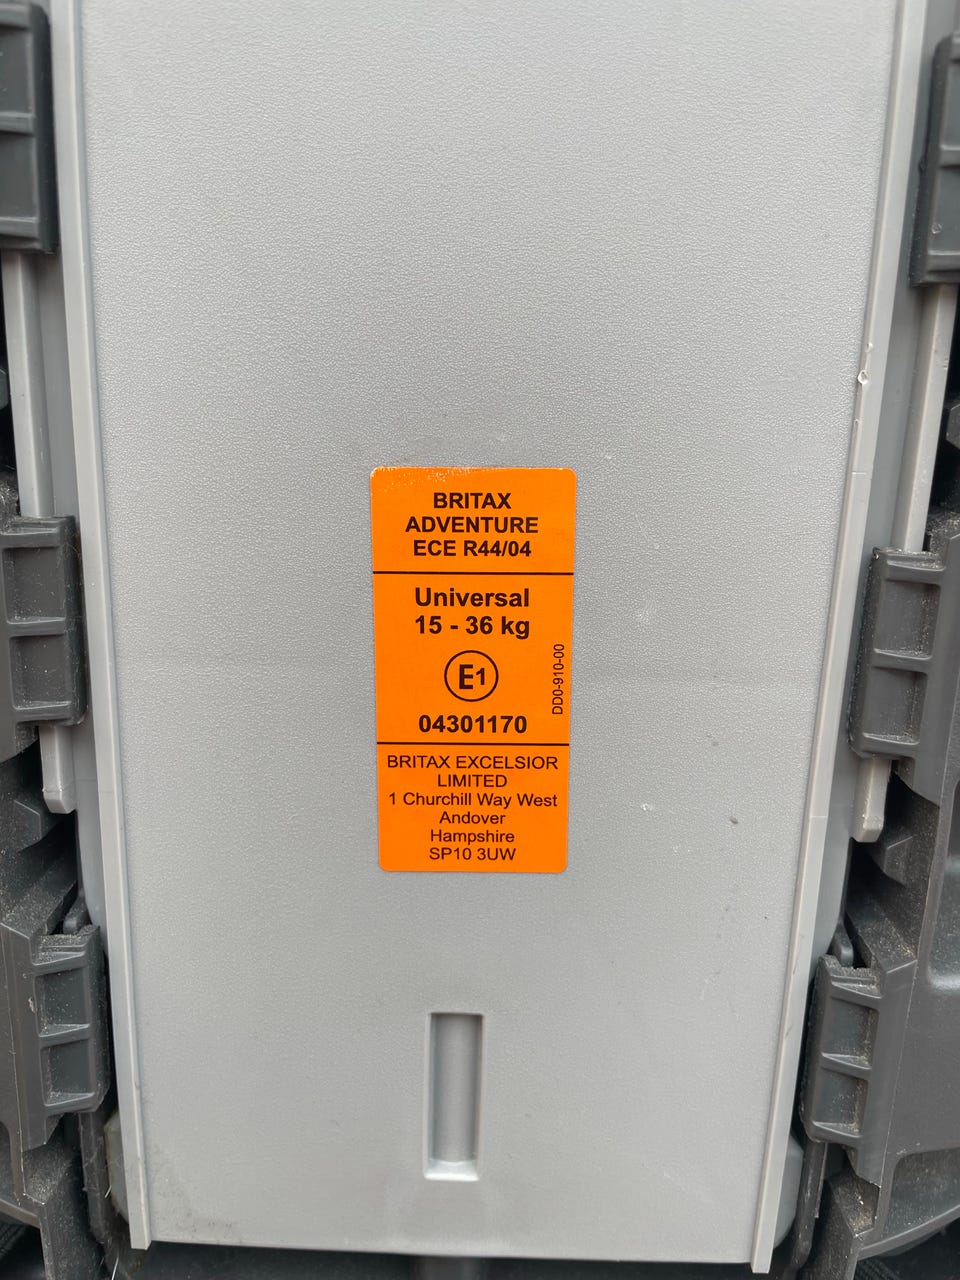 BRITAX
ADVENTURE
ECE R44/04
Universal
15 - 36 kg
E1
04301170
DD0-910-00
BRITAX EXCELSIOR
LIMITED
1 Churchill Way West
Andover
Hampshire
SP10 3UW